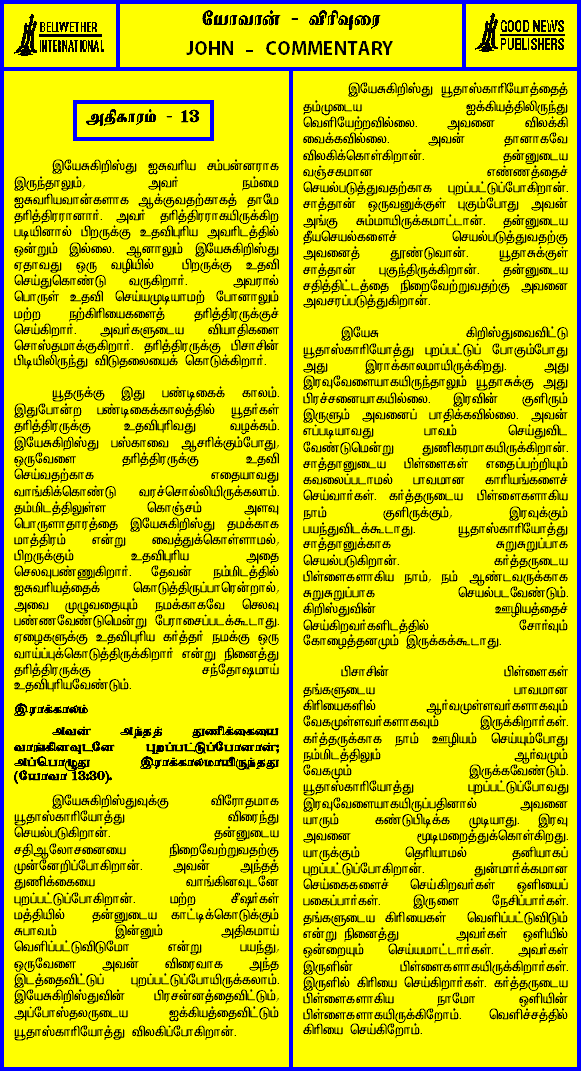 BELIWETHER
INTERNATIONAL
யோவான் - விரிவுரை
JOHN - COMMENTARY
GOOD NEWS
PUBLISHERS
அதிகாரம் - 13
இயேசுகிறிஸ்து ஐசுவரிய சம்பன்னராக
இருந்தாலும், அவர் நம்மை
ஐசுவரியவான்களாக ஆக்குவதற்காகத் தாமே
தரித்திரரானார். அவர் தரித்திரராகயிருக்கிற
படியினால் பிறருக்கு உதவிபுரிய அவரிடத்தில்
ஒன்றும் இல்லை. ஆனாலும் இயேசுகிறிஸ்து
ஏதாவது ஒரு வழியில் பிறருக்கு உதவி
செய்துகொண்டு வருகிறார். அவரால்
பொருள் உதவி செய்யமுடியாமற் போனாலும்
மற்ற நற்கிரியைகளைத் தரித்திரருக்குச்
செய்கிறார். அவர்களுடைய வியாதிகளை
சொஸ்தமாக்குகிறார். தரித்திரருக்கு பிசாசின்
பிடியிலிருந்து விடுதலையைக் கொடுக்கிறார்.
யூதருக்கு இது பண்டிகைக் காலம்.
இதுபோன்ற பண்டிகைக்காலத்தில் யூதர்கள்
தரித்திரருக்கு உதவிபுரிவது வழக்கம்.
இயேசுகிறிஸ்து பஸ்காவை ஆசரிக்கும்போது,
ஒருவேளை தரித்திரருக்கு உதவி
செய்வதற்காக எதையாவது
வாங்கிக்கொண்டு வரச்சொல்லியிருக்கலாம்.
தம்மிடத்திலுள்ள கொஞ்சம் அளவு
பொருளாதாரத்தை இயேசுகிறிஸ்து தமக்காக
மாத்திரம் என்று வைத்துக்கொள்ளாமல்,
பிறருக்கும் உதவிபுரிய அதை
செலவுபண்ணுகிறார். தேவன் நம்மிடத்தில்
ஐசுவரியத்தைக் கொடுத்திருப்பாரென்றால்,
அவை முழுவதையும் நமக்காகவே செலவு
பண்ணவேண்டுமென்று பேராசைப்படக்கூடாது.
ஏழைகளுக்கு உதவிபுரிய கர்த்தர் நமக்கு ஒரு
வாய்ப்புக்கொடுத்திருக்கிறார் என்று நினைத்து
தரித்திரருக்கு சந்தோஷமாய்
உதவிபுரியவேண்டும்.
இராக்காலம்
அவன் அந்தத் துணிக்கையை
வாங்கினவுடனே புறப்பட்டுப்போனான்;
அப்பொழுது இராக்காலமாயிருந்தது
(யோவா 13:30).
இயேசுகிறிஸ்துவுக்கு விரோதமாக
யூதாஸ்காரியோத்து விரைந்து
செயல்படுகிறான். தன்னுடைய
சதிஆலோசனையை நிறைவேற்றுவதற்கு
முன்னேறிப்போகிறான். அவன் அந்தத்
துணிக்கையை வாங்கினவுடனே
புறப்பட்டுப்போகிறான். மற்ற சீஷர்கள்
மத்தியில் தன்னுடைய காட்டிக்கொடுக்கும்
சுபாவம் இன்னும் அதிகமாய்
வெளிப்பட்டுவிடுமோ என்று பயந்து,
ஒருவேளை அவன் விரைவாக அந்த
இடத்தைவிட்டுப் புறப்பட்டுப்போயிருக்கலாம்.
இயேசுகிறிஸ்துவின் பிரசன்னத்தைவிட்டும்,
அப்போஸ்தலருடைய ஐக்கியத்தைவிட்டும்
யூதாஸ்காரியோத்து விலகிப்போகிறான்.
இயேசுகிறிஸ்து யூதாஸ்காரியோத்தைத்
தம்முடைய ஐக்கியத்திலிருந்து
வெளியேற்றவில்லை. அவனை விலக்கி
வைக்கவில்லை. அவன் தானாகவே
விலகிக்கொள்கிறான். தன்னுடைய
வஞ்சகமான எண்ணத்தைச்
செயல்படுத்துவதற்காக புறப்பட்டுப்போகிறான்.
சாத்தான் ஒருவனுக்குள் புகும்போது அவன்
அங்கு சும்மாயிருக்கமாட்டான். தன்னுடைய
தீயசெயல்களைச் செயல்படுத்துவதற்கு
அவனைத் தூண்டுவான். யூதாசுக்குள்
சாத்தான் புகுந்திருக்கிறான். தன்னுடைய
சதித்திட்டத்தை நிறைவேற்றுவதற்கு அவனை
அவசரப்படுத்துகிறான்.
இயேசு கிறிஸ்துவைவிட்டு
யூதாஸ்காரியோத்து புறப்பட்டுப் போகும்போது
அது இராக்காலமாயிருக்கிறது. அது
இரவுவேளையாகயிருந்தாலும் யூதாசுக்கு அது
பிரச்சனையாகயில்லை. இரவின் குளிரும்
இருளும் அவனைப் பாதிக்கவில்லை. அவன்
எப்படியாவது பாவம் செய்துவிட
வேண்டுமென்று துணிகரமாகயிருக்கிறான்.
சாத்தானுடைய பிள்ளைகள் எதைப்பற்றியும்
கவலைப்படாமல் பாவமான காரியங்களைச்
செய்வார்கள். கர்த்தருடைய பிள்ளைகளாகிய
நாம் குளிருக்கும், இரவுக்கும்
பயந்துவிடக்கூடாது. யூதாஸ்காரியோத்து
சாத்தானுக்காக சுறுசுறுப்பாக
செயல்படுகிறான். கர்த்தருடைய
பிள்ளைகளாகிய நாம், நம் ஆண்டவருக்காக
சுறுசுறுப்பாக செயல்படவேண்டும்.
கிறிஸ்துவின் ஊழியத்தைச்
செய்கிறவர்களிடத்தில் சோர்வும்
கோழைத்தனமும் இருக்கக்கூடாது.
பிசாசின் பிள்ளைகள்
தங்களுடைய பாவமான
கிரியைகளில் ஆர்வமுள்ளவர்களாகவும்
வேகமுள்ளவர்களாகவும் இருக்கிறார்கள்.
கர்த்தருக்காக நாம் ஊழியம் செய்யும்போது
நம்மிடத்திலும் ஆர்வமும்
வேகமும் இருக்கவேண்டும்.
யூதாஸ்காரியோத்து புறப்பட்டுப்போவது
இரவுவேளையாகயிருப்பதினால் அவனை
யாரும் கண்டுபிடிக்க முடியாது. இரவு
அவனை மூடிமறைத்துக்கொள்கிறது.
யாருக்கும் தெரியாமல் தனியாகப்
புறப்பட்டுப்போகிறான். துன்மார்க்கமான
செய்கைகளைச் செய்கிறவர்கள் ஒளியைப்
பகைப்பார்கள். இருளை நேசிப்பார்கள்.
தங்களுடைய கிரியைகள் வெளிப்பட்டுவிடும்
என்று நினைத்து அவர்கள் ஒளியில்
ஒன்றையும் செய்யமாட்டார்கள். அவர்கள்
இருளின் பிள்ளைகளாகயிருக்கிறார்கள்.
இருளில் கிரியை செய்கிறார்கள். கர்த்தருடைய
பிள்ளைகளாகிய நாமோ ஒளியின்
பிள்ளைகளாகயிருக்கிறோம். வெளிச்சத்தில்
கிரியை செய்கிறோம்.